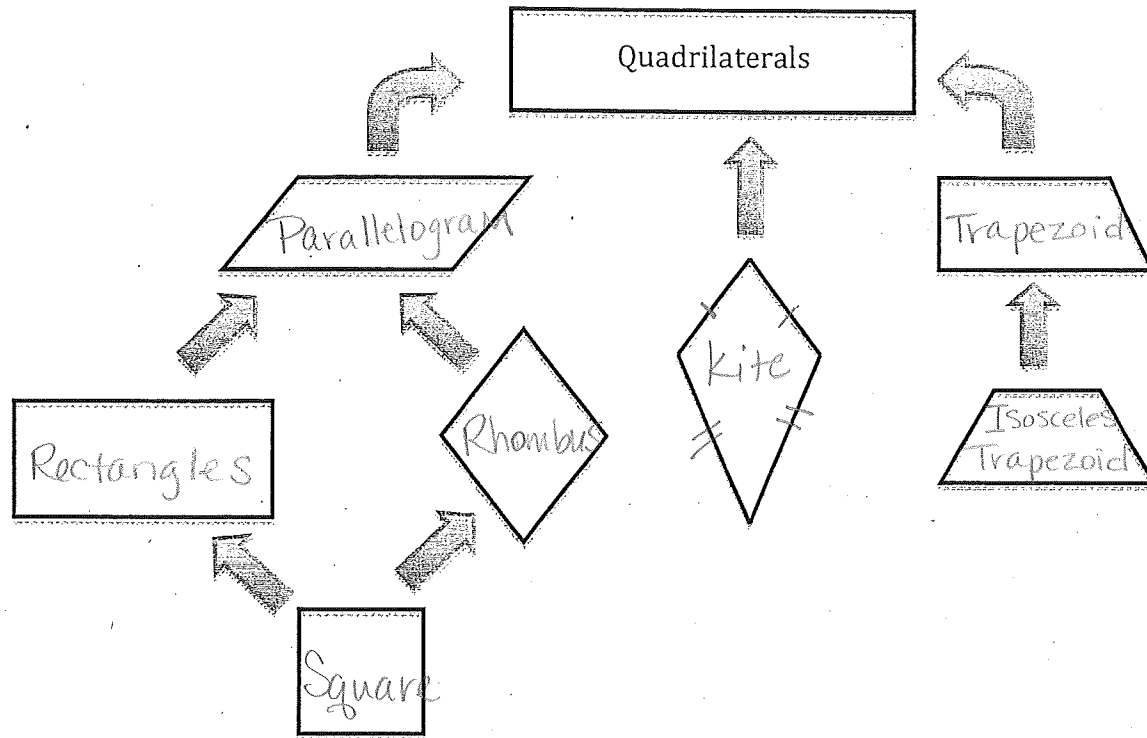 Quadrilaterals
Parallelogram
Trapezoid
Kite
Rectangles
Rhombus
Isosceles
Trapezoid
Square